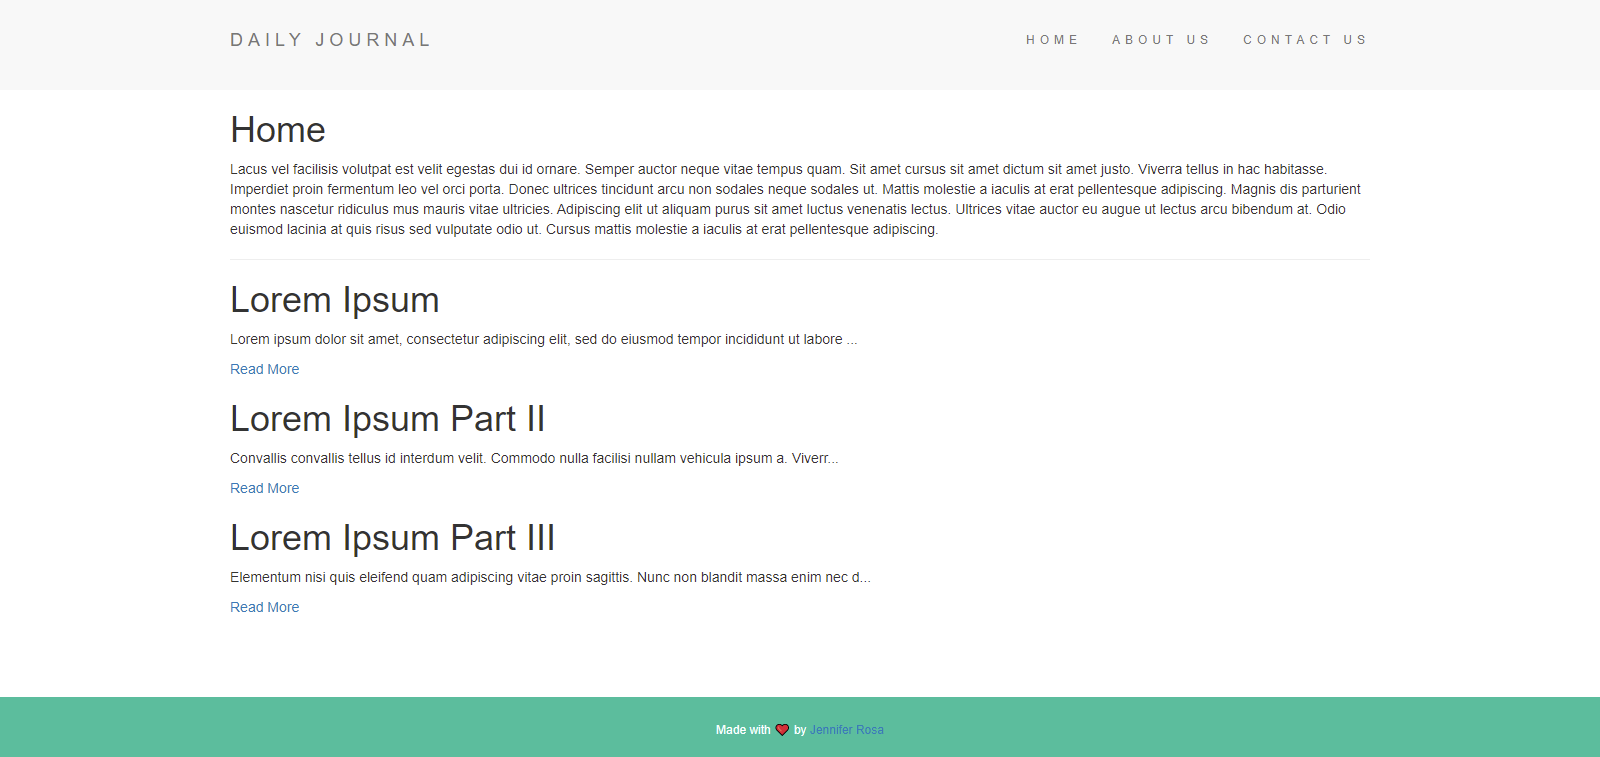 DAILY JOURNAL
HOME ABOUT US CONTACT US
Home
Lacus vel facilisis volutpat est velit egestas dui id ornare. Semper auctor neque vitae tempus quam. Sit amet cursus sit amet dictum sit amet justo. Viverra tellus in hac habitasse.
Imperdiet proin fermentum leo vel orci porta. Donec ultrices tincidunt arcu non sodales neque sodales ut. Mattis molestie a iaculis at erat pellentesque adipiscing. Magnis dis parturient
montes nascetur ridiculus mus mauris vitae ultricies. Adipiscing elit ut aliquam purus sit amet luctus venenatis lectus. Ultrices vitae auctor eu augue ut lectus arcu bibendum at. Odio
euismod lacinia at quis risus sed vulputate odio ut. Cursus mattis molestie a iaculis at erat pellentesque adipiscing.
Lorem Ipsum
Lorem ipsum dolor sit amet, consectetur adipiscing elit, sed do eiusmod tempor incididunt ut labore ...
Read More
Lorem Ipsum Part II
Convallis convallis tellus id interdum velit. Commodo nulla facilisi nullam vehicula ipsum a. Viverr...
Read More
Lorem Ipsum Part III
Elementum nisi quis eleifend quam adipiscing vitae proin sagittis. Nunc non blandit massa enim nec d...
Read More
Made with ❤ by Jennifer Rosa